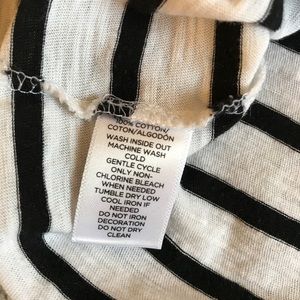 100% COTTON/
COTON/ALGODÓN
WASH INSIDE OUT
MACHINE WASH
COLD
GENTLE CYCLE
ONLY NON-
CHLORINE BLEACH
WHEN NEEDED
TUMBLE DRY LOW
COOL IRON IF
NEEDED
DO NOT IRON
DECORATION
DO NOT DRY
CLEAN